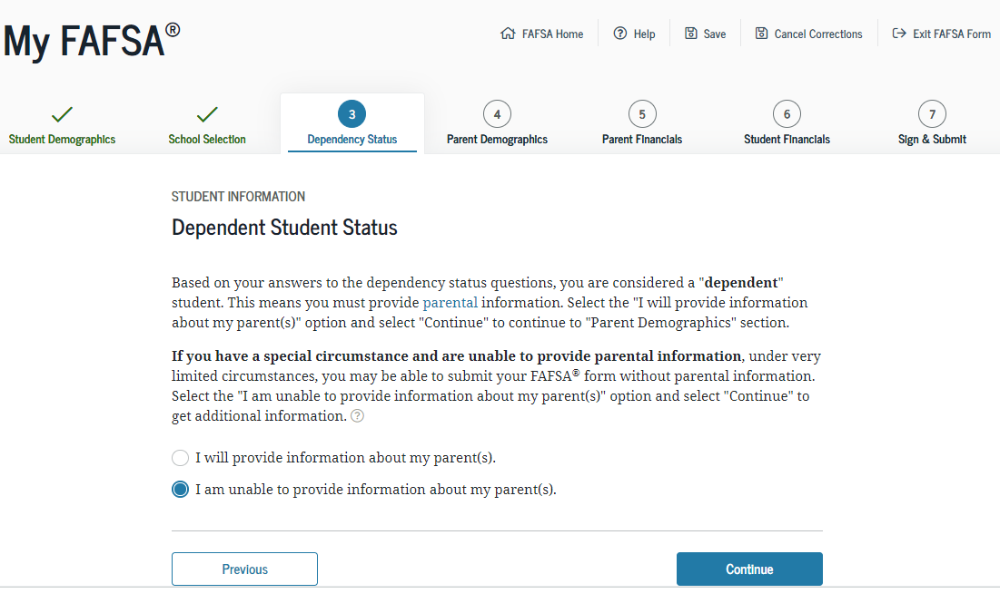 My FAFSA®
FAFSA Home
Help
Save
Cancel Corrections
Exit FAFSA Form
Student Demographics
School Selection
3
Dependency Status
4
Parent Demographics
5
Parent Financials
6
Student Financials
7
Sign & Submit
STUDENT INFORMATION
Dependent Student Status
Based on your answers to the dependency status questions, you are considered a "dependent"
student. This means you must provide parental information. Select the "I will provide information
about my parent(s)" option and select "Continue" to continue to "Parent Demographics" section.
If you have a special circumstance and are unable to provide parental information, under very
limited circumstances, you may be able to submit your FAFSA® form without parental information.
Select the "I am unable to provide information about my parent(s)" option and select "Continue" to
get additional information. ?
I will provide information about my parent(s).
I am unable to provide information about my parent(s).
Previous
Continue